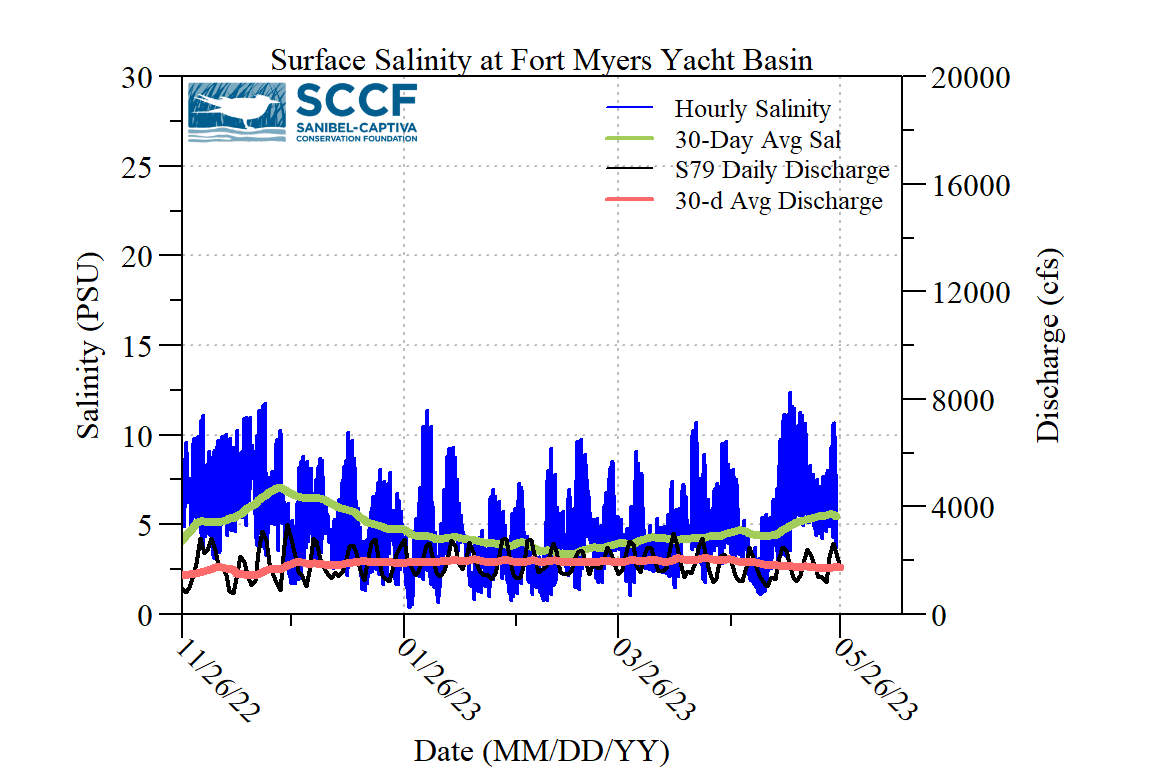 Surface Salinity at Fort Myers Yacht Basin
SCCF
SANIBEL-CAPTIVA
CONSERVATION FOUNDATION
Hourly Salinity
30-Day Avg Sal
S79 Daily Discharge
30-d Avg Discharge
30
25
20
15
10
5
0
Salinity (PSU)
20000
16000
12000
8000
4000
0
Discharge (cfs)
11/26/22
01/26/23
03/26/23
05/26/23
Date (MM/DD/YY)